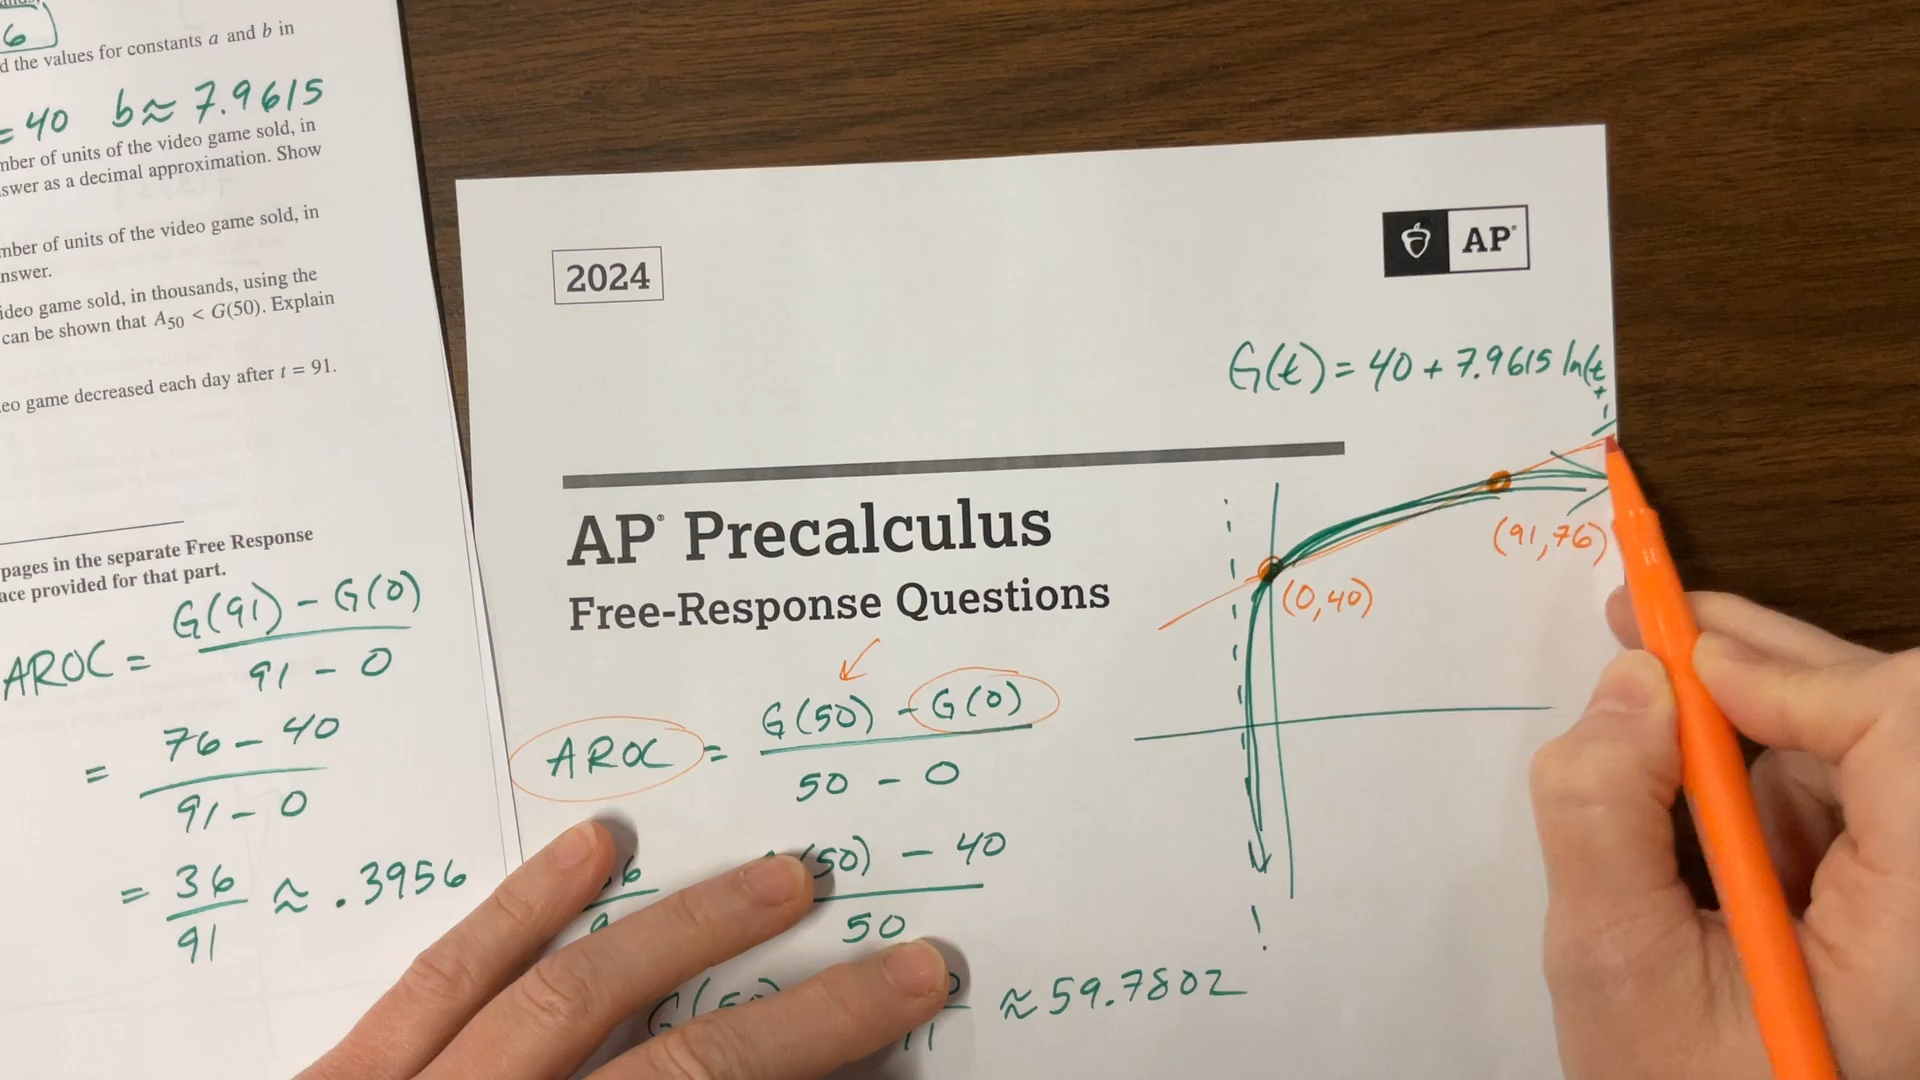 6
d the values for constants a and b in
= 40 b ≈ 7.9615
mber of units of the video game sold, in
swer as a decimal approximation. Show
mber of units of the video game sold, in
nswer.
ideo game sold, in thousands, using the
can be shown that A50 < G(50). Explain
eo game decreased each day after t = 91.
pages in the separate Free Response
ace provided for that part.
AROC = G(91) - G(0)
91 - 0
= 76 - 40
91 - 0
= 36
91
≈ .3956
2024
AP®
G(t) = 40 + 7.9615 ln(t
+
1
)
AP® Precalculus
Free-Response Questions
(91,76)
(0,40)
AROC = G(50) - G(0)
50 - 0
(50) - 40
50
≈ 59.7802